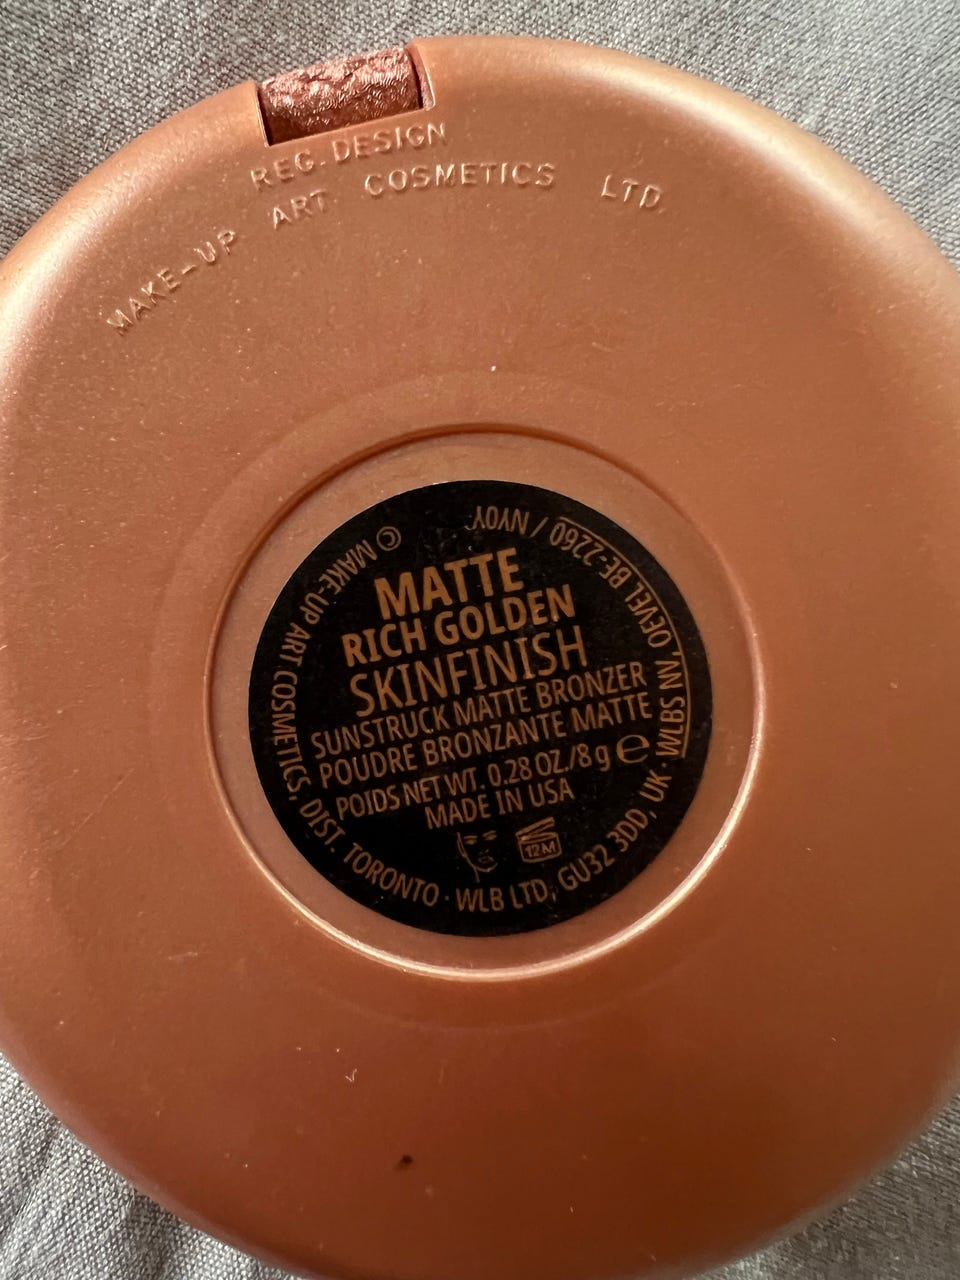 REG. DESIGN
MAKE-UP ART COSMETICS LTD.
MATTE
RICH GOLDEN
SKINFINISH
SUNSTRUCK MATTE BRONZER
POUDRE BRONZANTE MATTE
POIDS NET WT. 0.28 OZ./8 g ℮
MADE IN USA
12M
© MAKE-UP ART COSMETICS, DIST. TORONTO · WLB LTD, GU32 3DD, UK · WLBS NV, OEVEL BE-2260 / NYOY